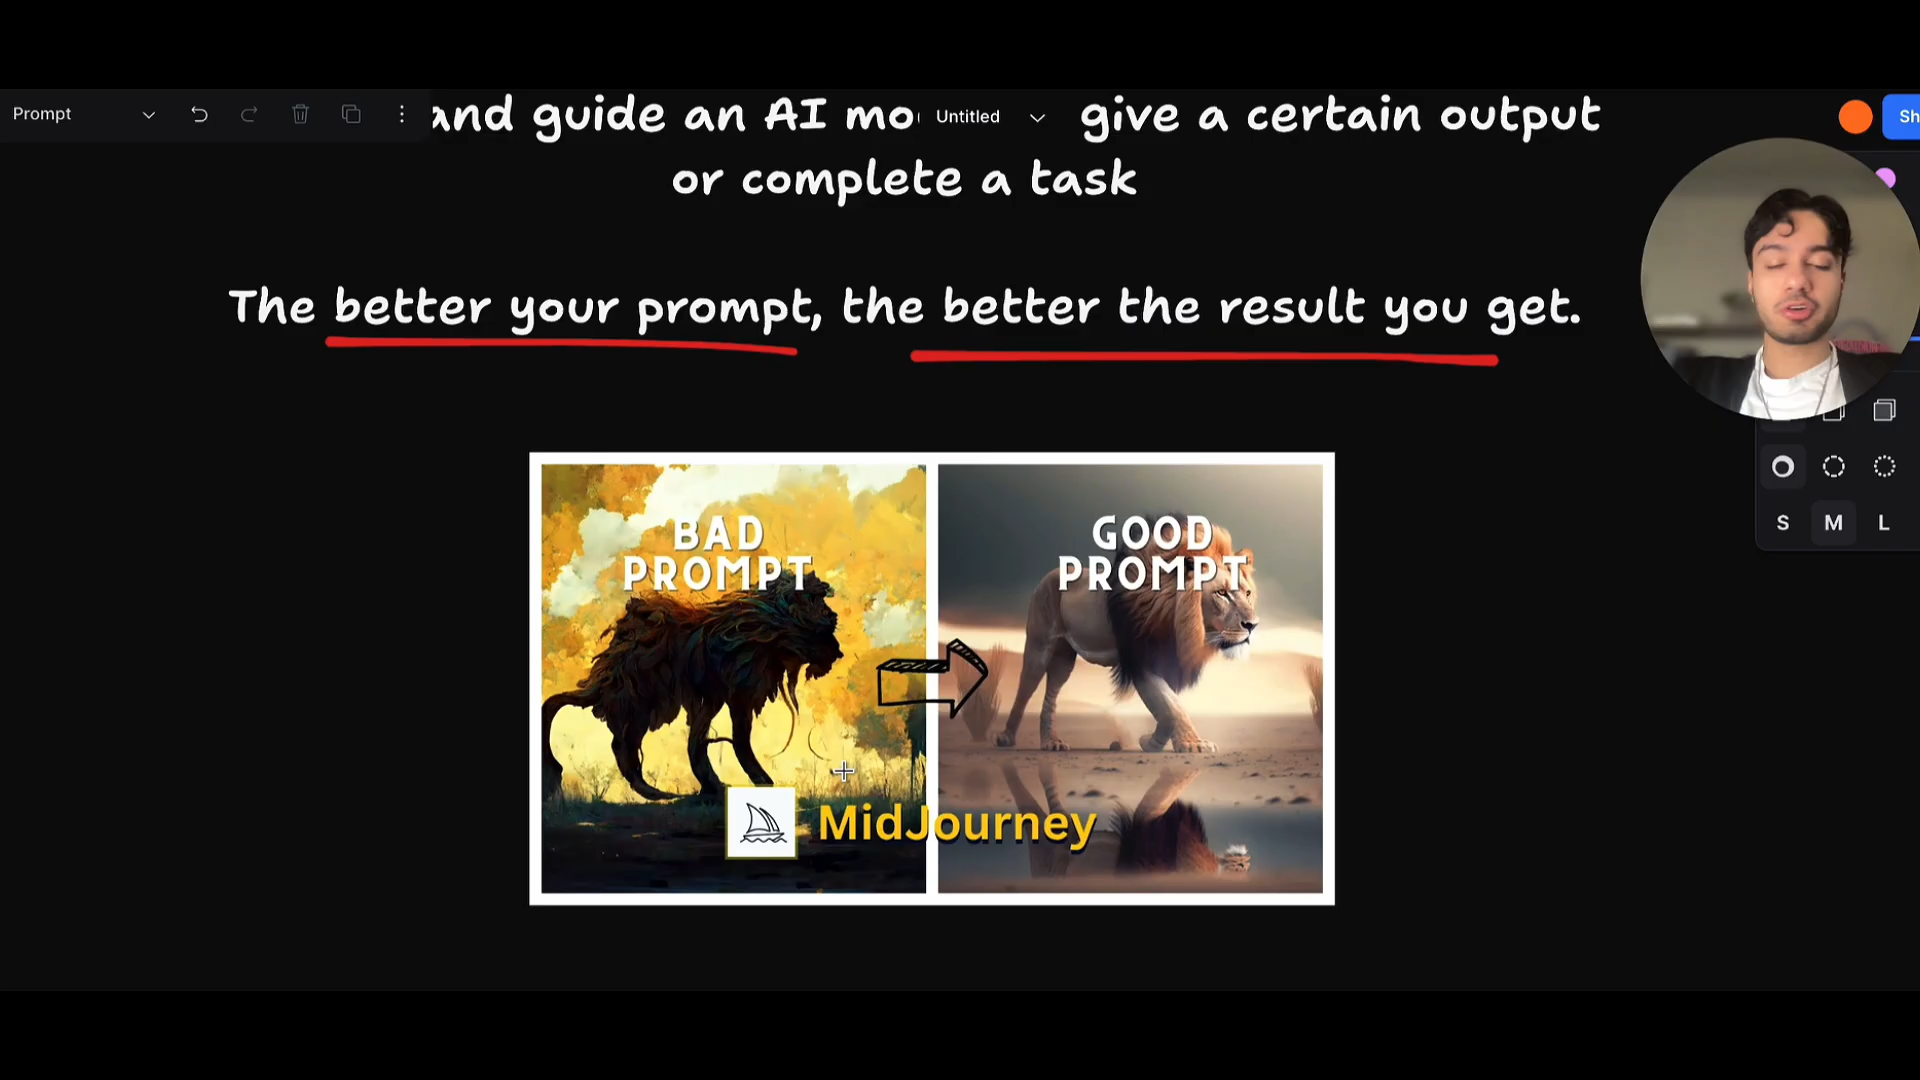 Prompt
and guide an AI mo
Untitled
give a certain output
or complete a task
Sh
The better your prompt, the better the result you get.
BAD
PROMPT
GOOD
PROMPT
MidJourney
S
M
L